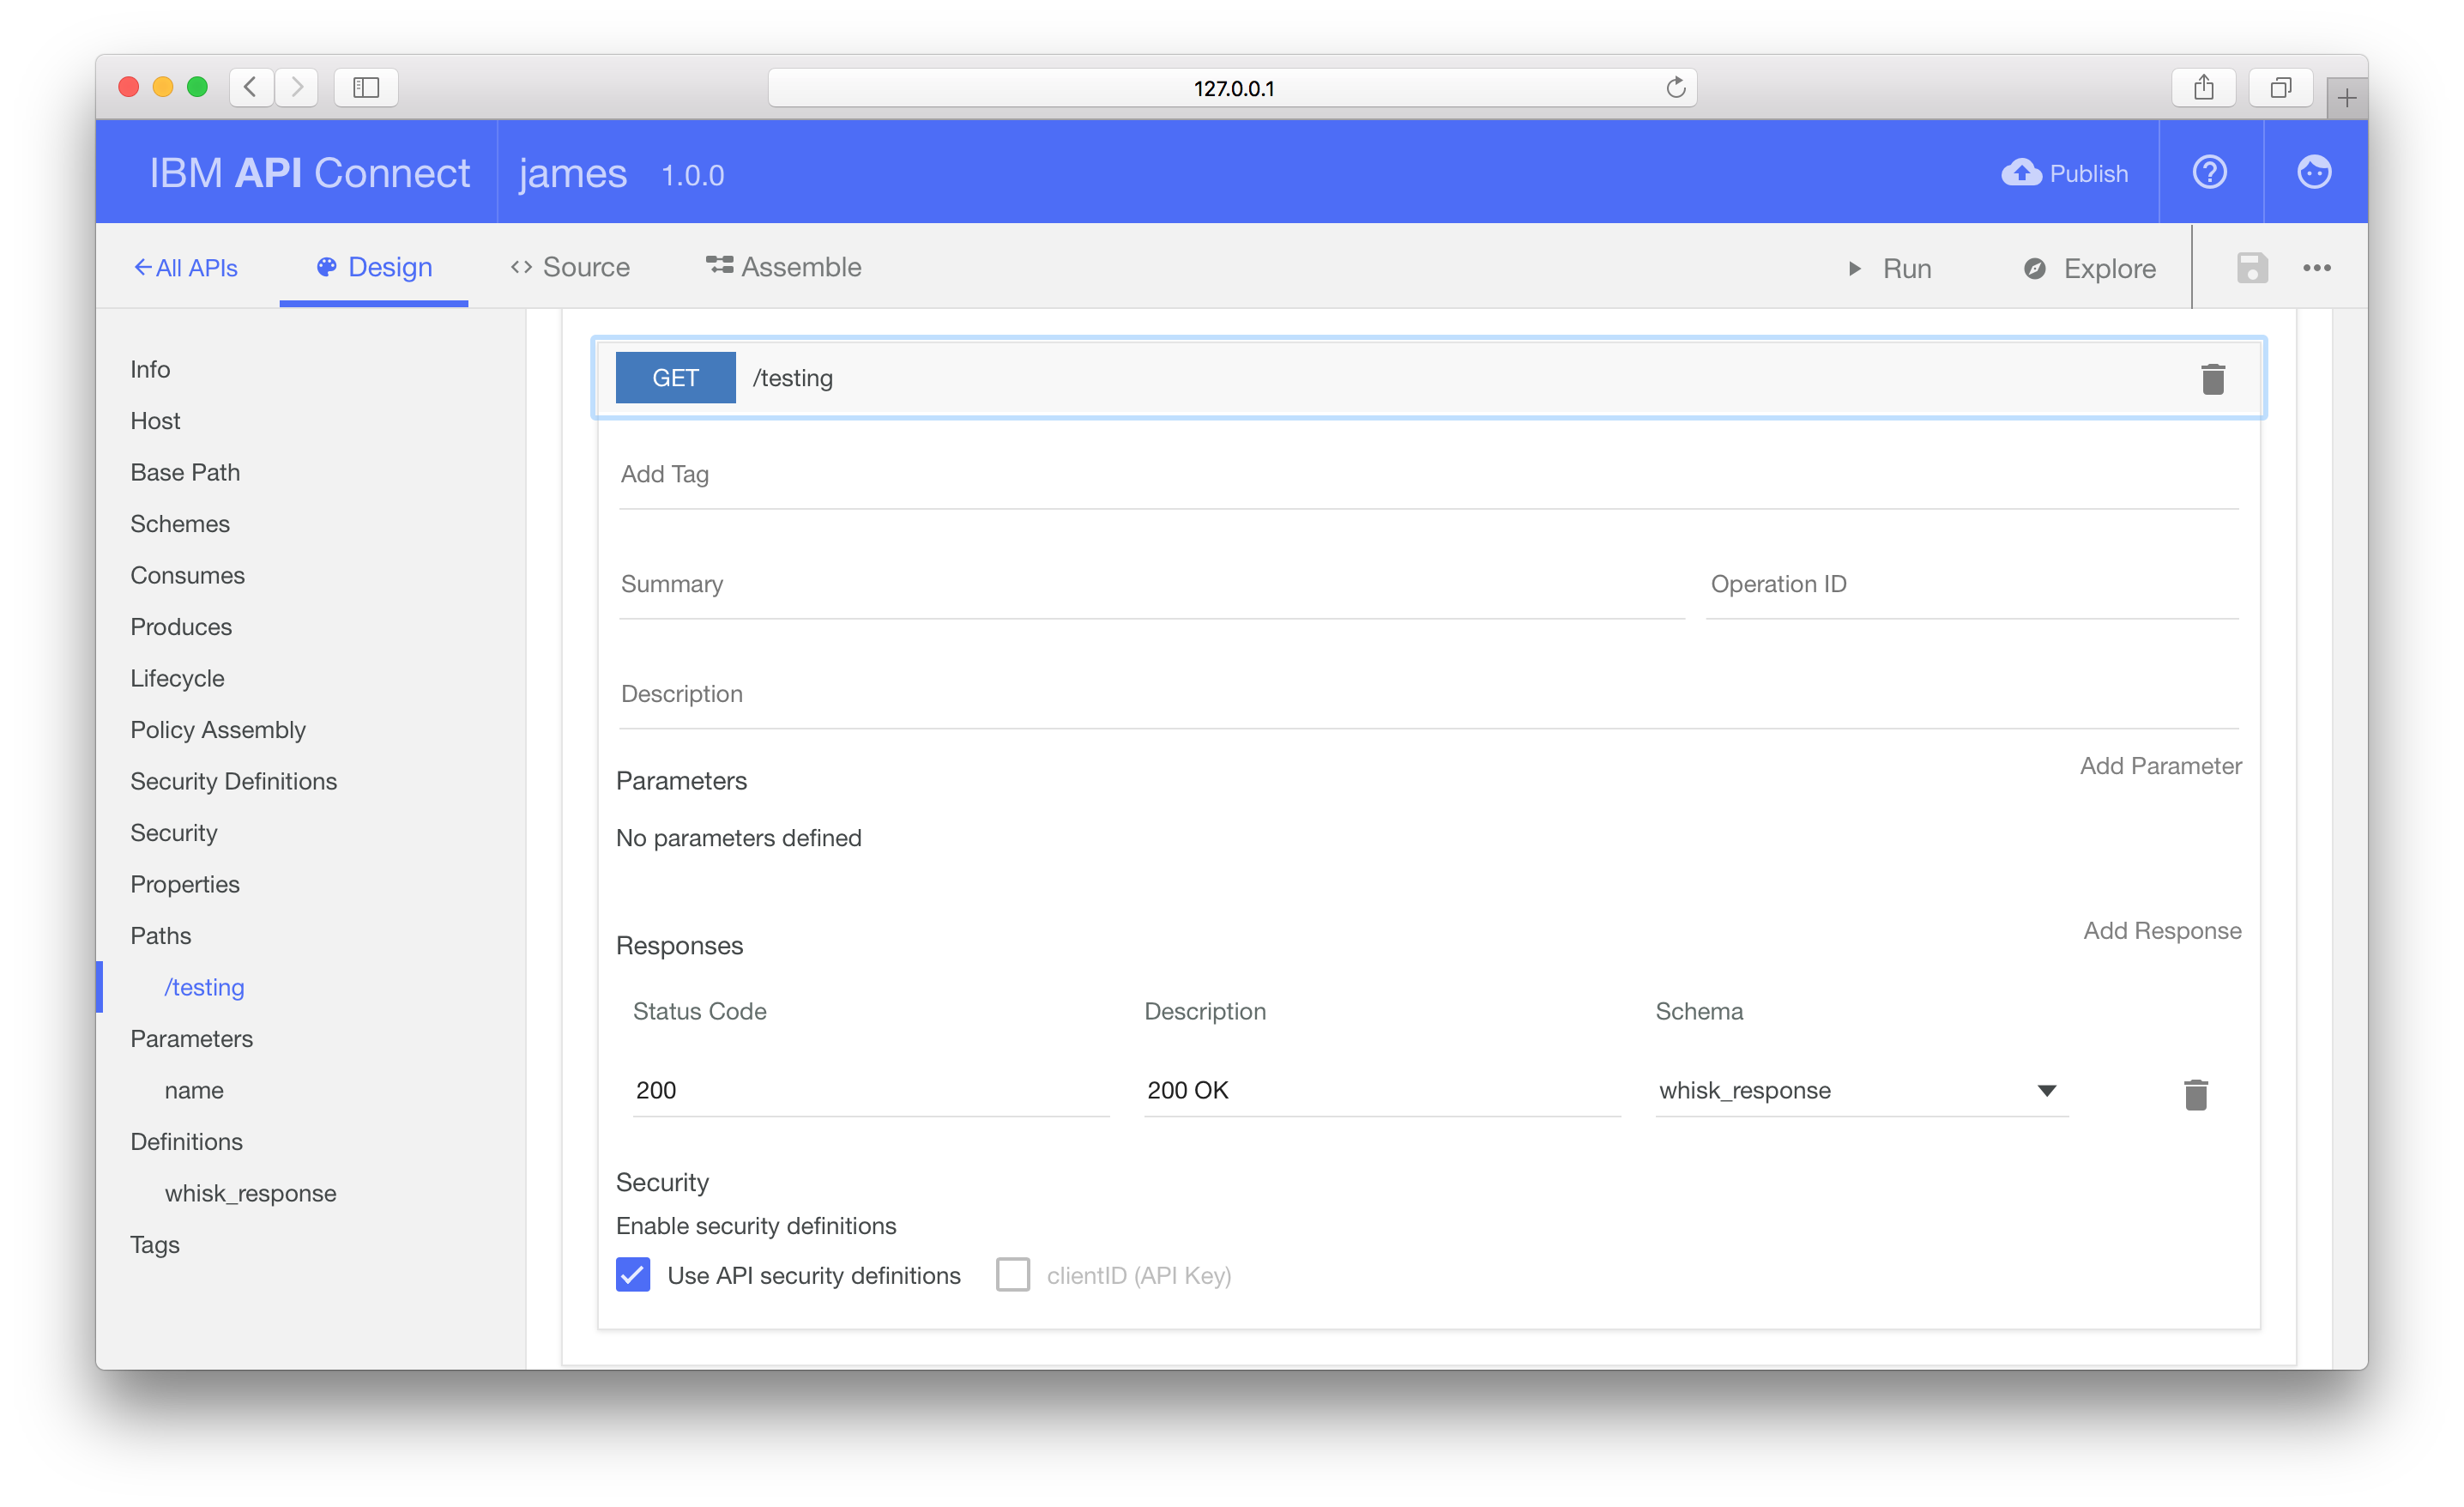 127.0.0.1
IBM API Connect james 1.0.0 Publish
All APIs Design Source Assemble Run Explore
Info
Host
Base Path
Schemes
Consumes
Produces
Lifecycle
Policy Assembly
Security Definitions
Security
Properties
Paths
/testing
Parameters
name
Definitions
whisk_response
Tags
GET /testing
Add Tag
Summary Operation ID
Description
Parameters Add Parameter
No parameters defined
Responses Add Response
Status Code Description Schema
200 200 OK whisk_response
Security
Enable security definitions
Use API security definitions clientID (API Key)